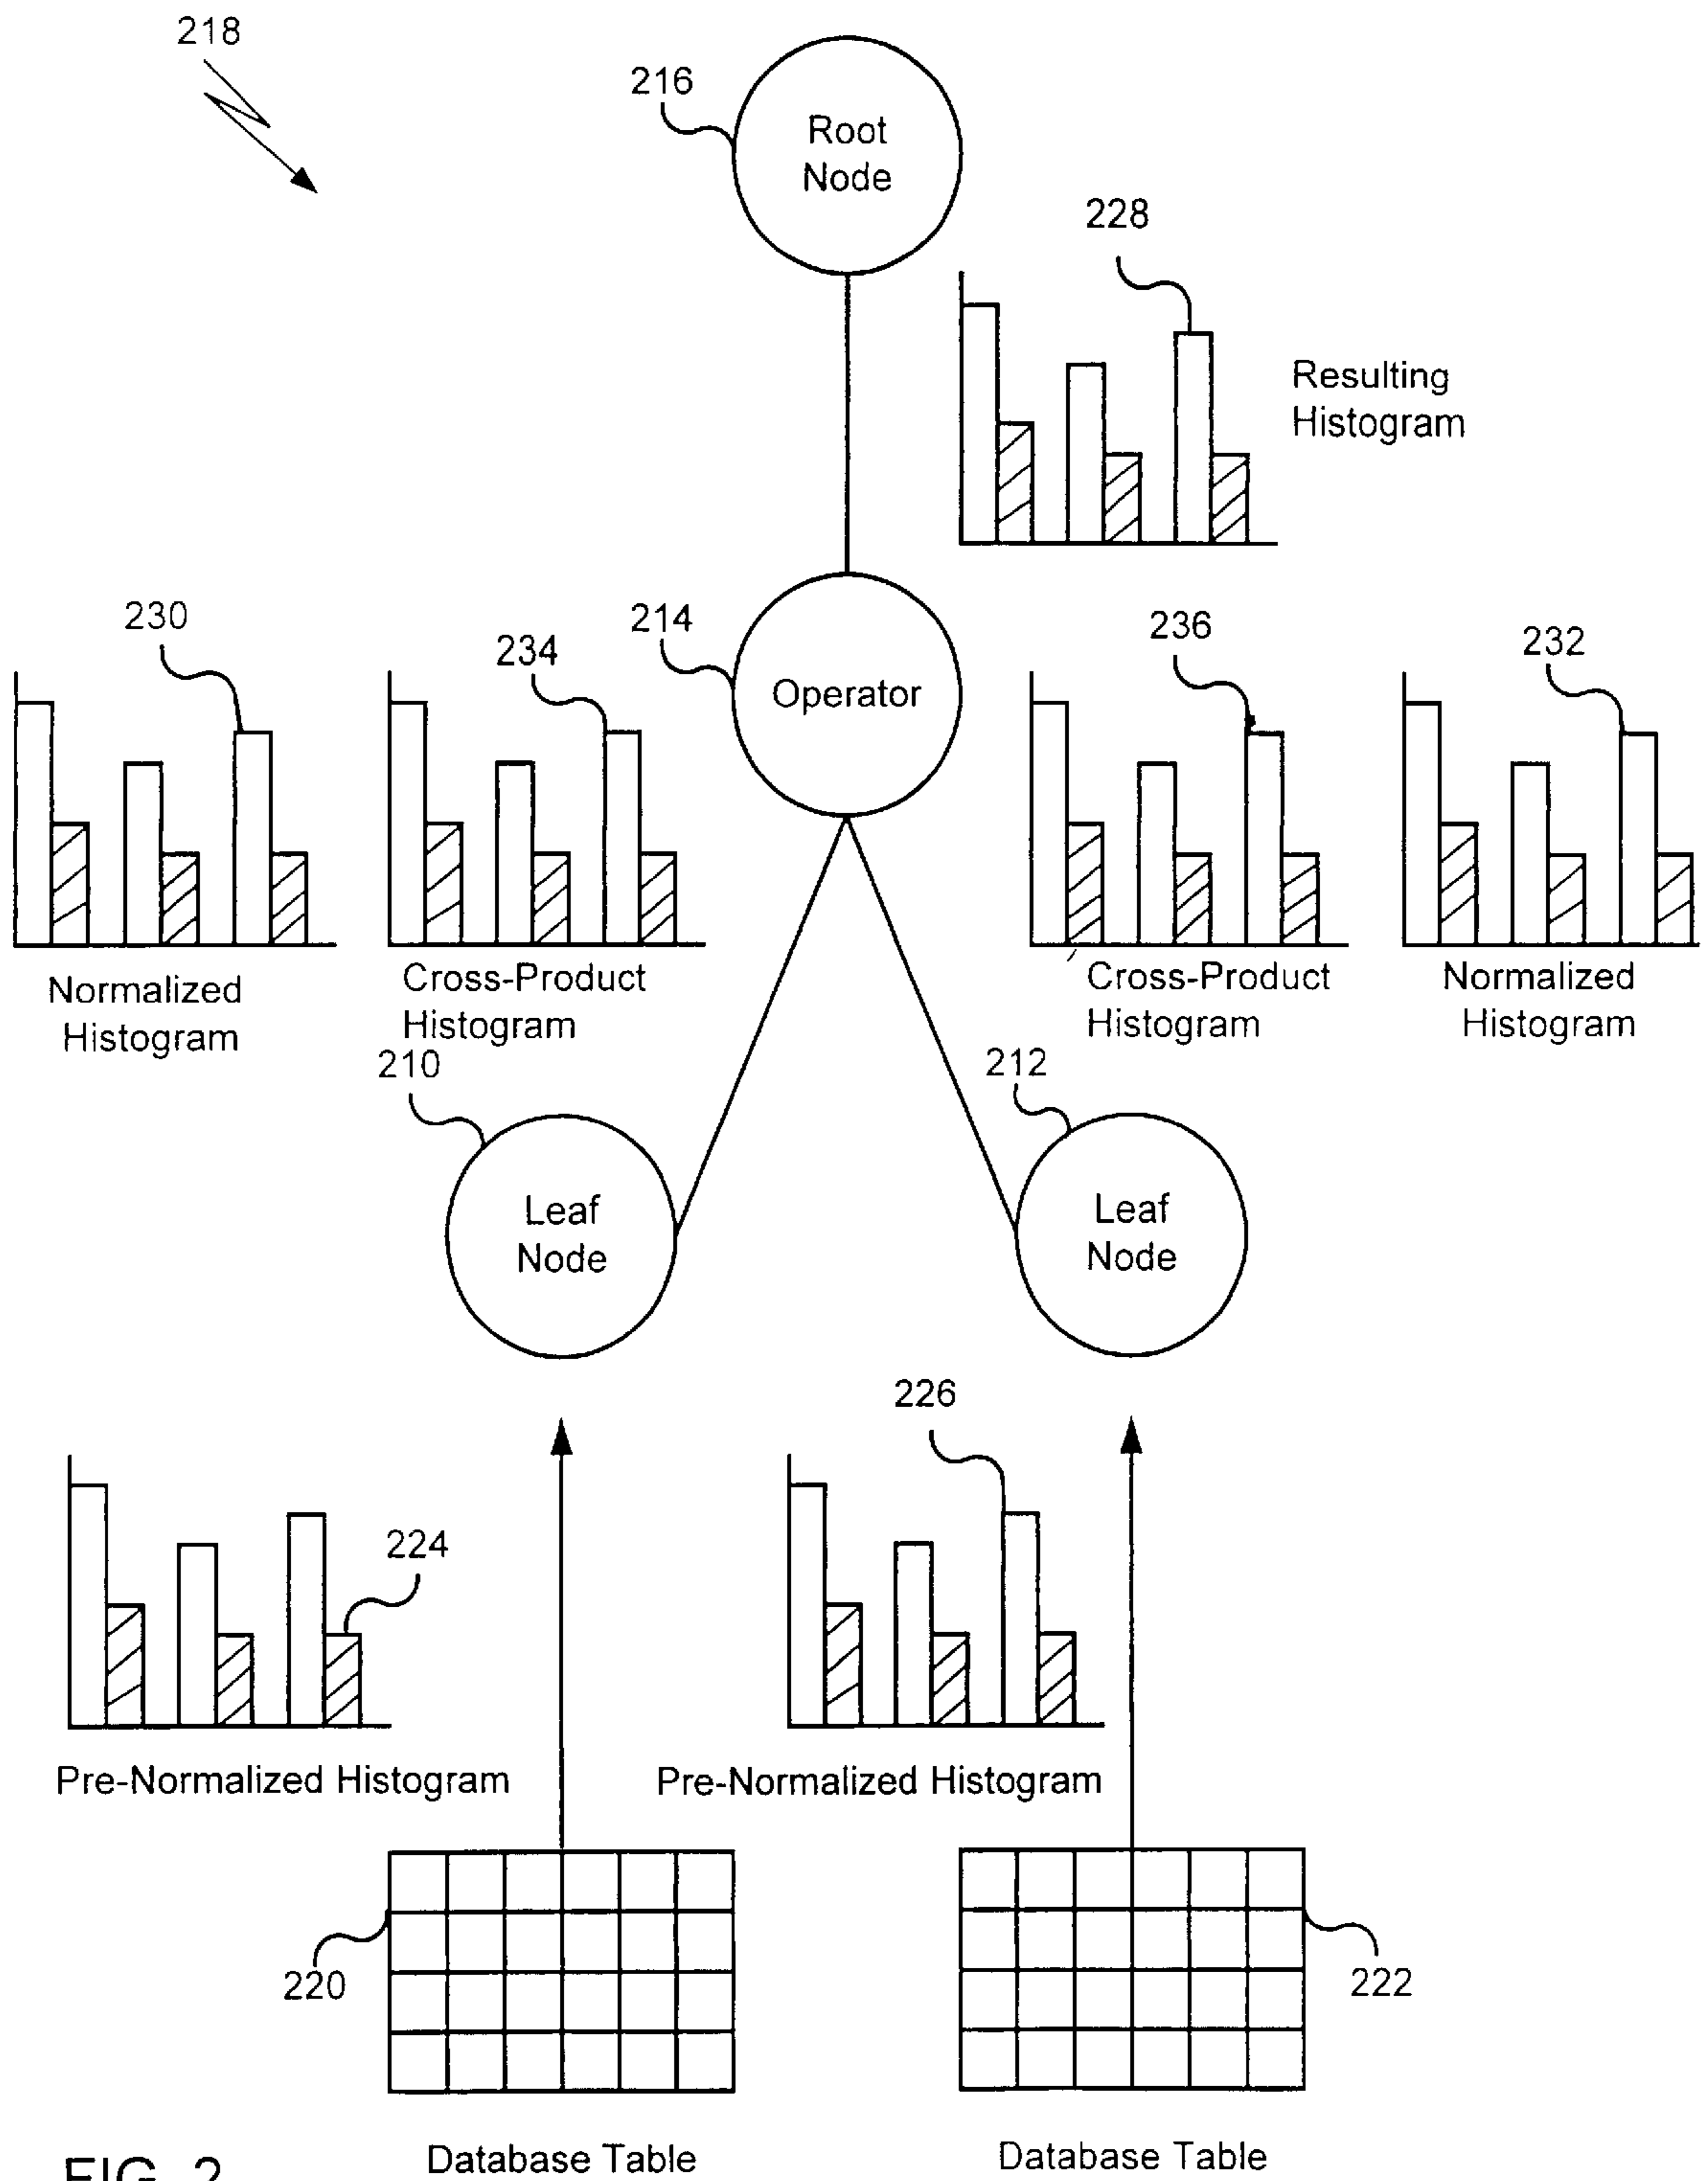 218
216
Root
Node
228
Resulting
Histogram
230
234
214
Operator
236
232
Normalized
Histogram
Cross-Product
Histogram
Cross-Product
Histogram
Normalized
Histogram
210
212
Leaf
Node
Leaf
Node
226
224
Pre-Normalized Histogram
Pre-Normalized Histogram
220
222
Database Table
Database Table
FIG. 2